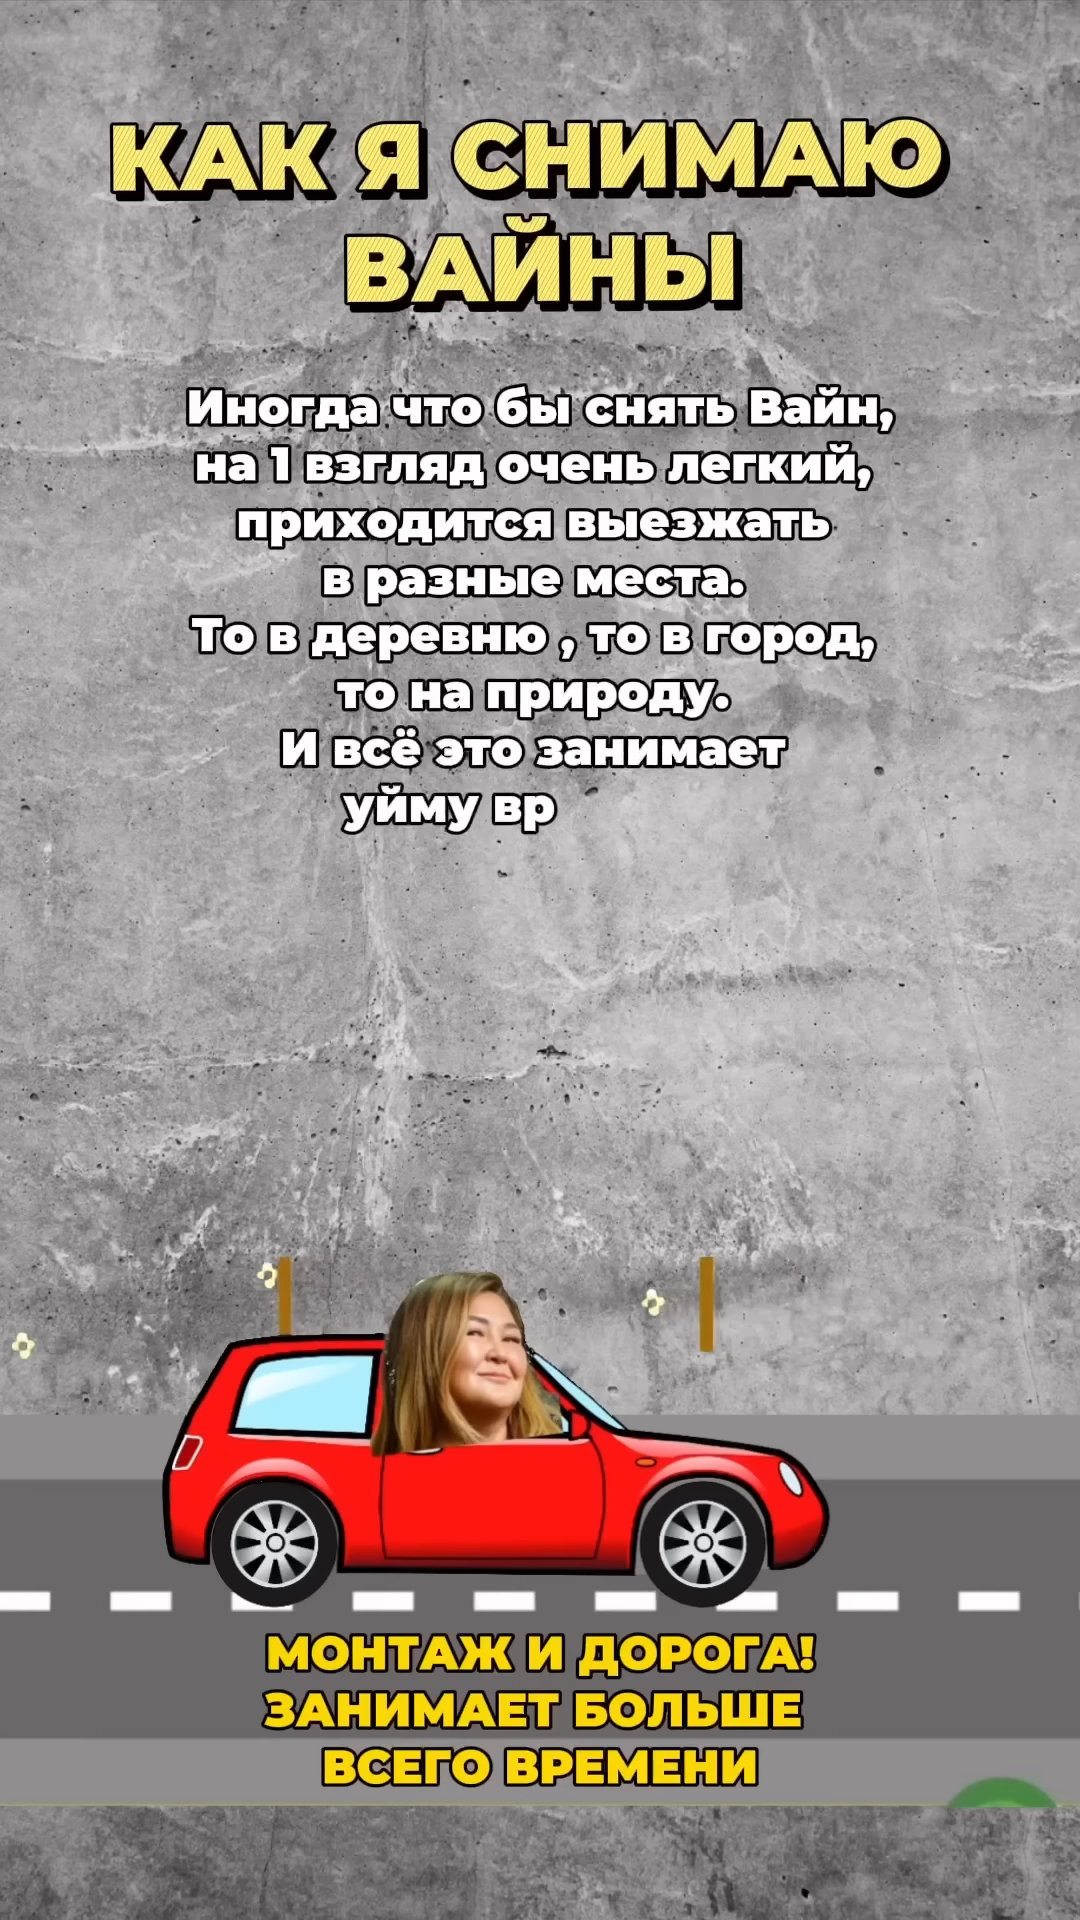 КАК Я СНИМАЮ
ВАЙНЫ
Иногда что бы снять Вайн,
на 1 взгляд очень легкий,
приходится выезжать
в разные места.
То в деревню , то в город,
то на природу.
И всё это занимает
уйму вр
МОНТАЖ И ДОРОГА!
ЗАНИМАЕТ БОЛЬШЕ
ВСЕГО ВРЕМЕНИ